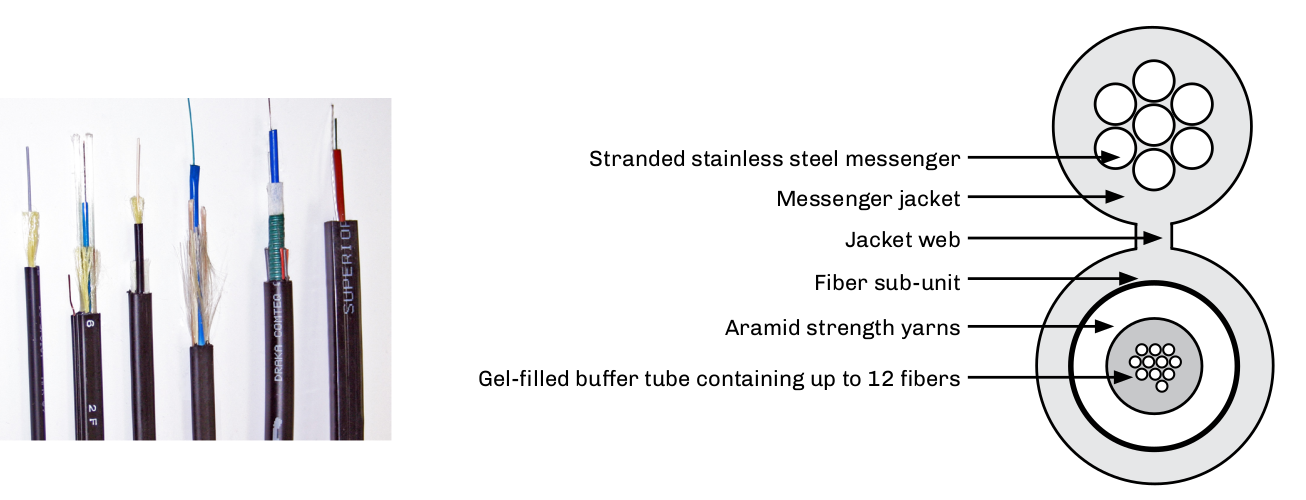 SUPERIOR
DRAKA COMTEQ
6
2 F
Stranded stainless steel messenger
Messenger jacket
Jacket web
Fiber sub-unit
Aramid strength yarns
Gel-filled buffer tube containing up to 12 fibers